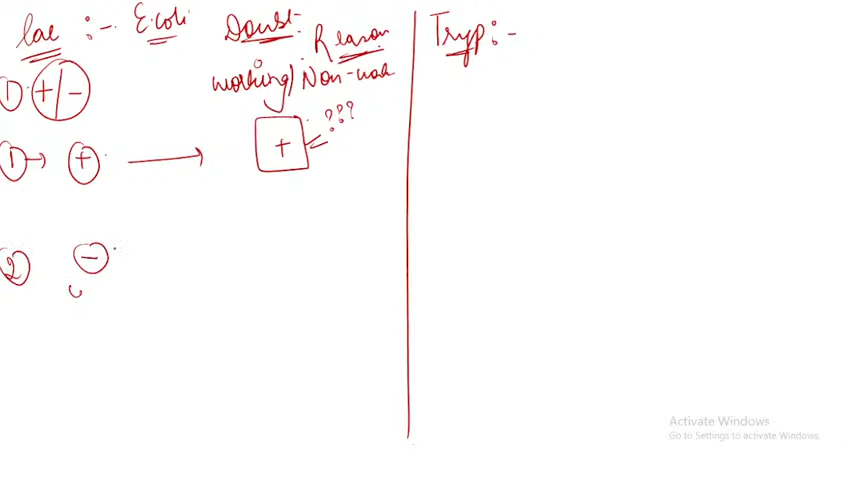 lac :- E.coli
Doubt:
Reason
working/Non-work
① +/-
① → +
+ ???
② -
Tryp:-
Activate Windows
Go to Settings to activate Windows.